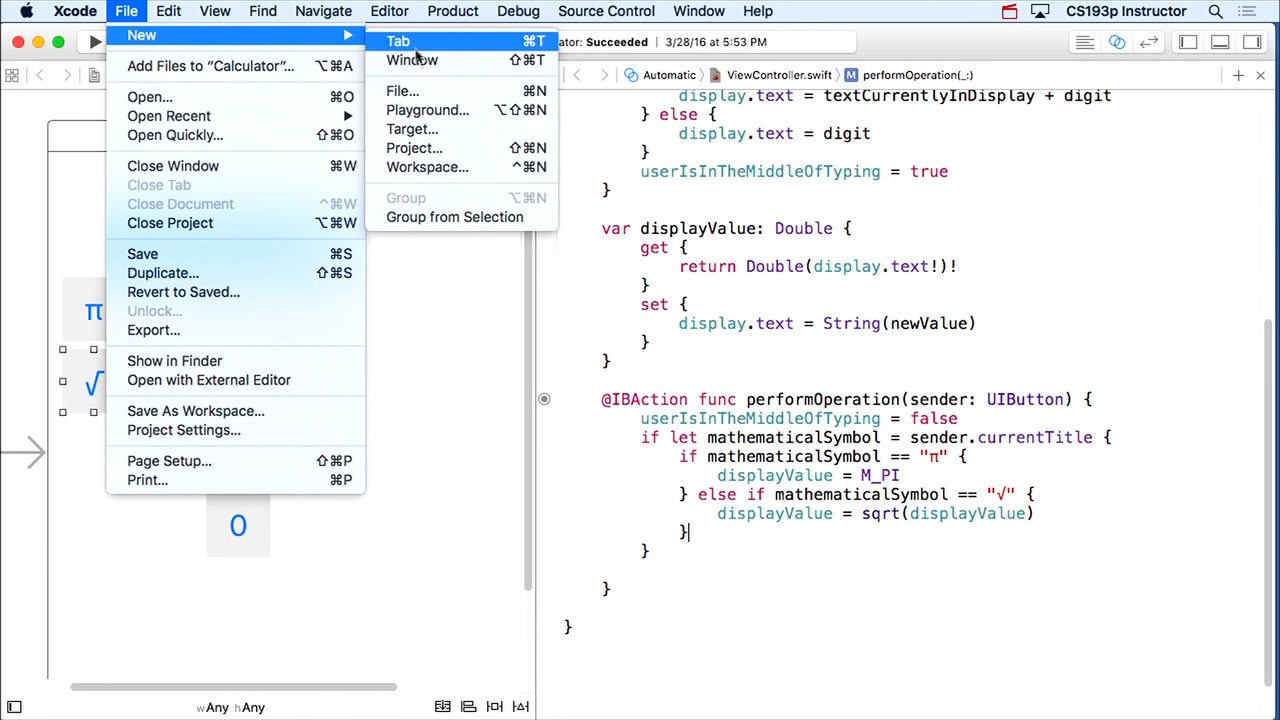 Xcode File Edit View Find Navigate Editor Product Debug Source Control Window Help CS193p Instructor
New
Add Files to “Calculator”... ⌥⌘A
Open... ⌘O
Open Recent
Open Quickly... ⇧⌘O
Close Window ⌘W
Close Tab
Close Document ^⌘W
Close Project ⌥⌘W
Save ⌘S
Duplicate... ⇧⌘S
Revert to Saved...
Unlock...
Export...
Show in Finder
Open with External Editor
Save As Workspace...
Project Settings...
Page Setup... ⇧⌘P
Print... ⌘P
Tab ⌘T
Window ⇧⌘T
File... ⌘N
Playground... ⌥⇧⌘N
Target...
Project... ⇧⌘N
Workspace... ^⌘N
Group ⌥⌘N
Group from Selection
ator: Succeeded | 3/28/16 at 5:53 PM
Automatic ViewController.swift M performOperation(_:)
π
√
0
wAny hAny
display.text = textCurrentlyInDisplay + digit
} else {
display.text = digit
}
userIsInTheMiddleOfTyping = true
}
var displayValue: Double {
get {
return Double(display.text!)!
}
set {
display.text = String(newValue)
}
}
@IBAction func performOperation(sender: UIButton) {
userIsInTheMiddleOfTyping = false
if let mathematicalSymbol = sender.currentTitle {
if mathematicalSymbol == "π" {
displayValue = M_PI
} else if mathematicalSymbol == "√" {
displayValue = sqrt(displayValue)
}
}
}
}